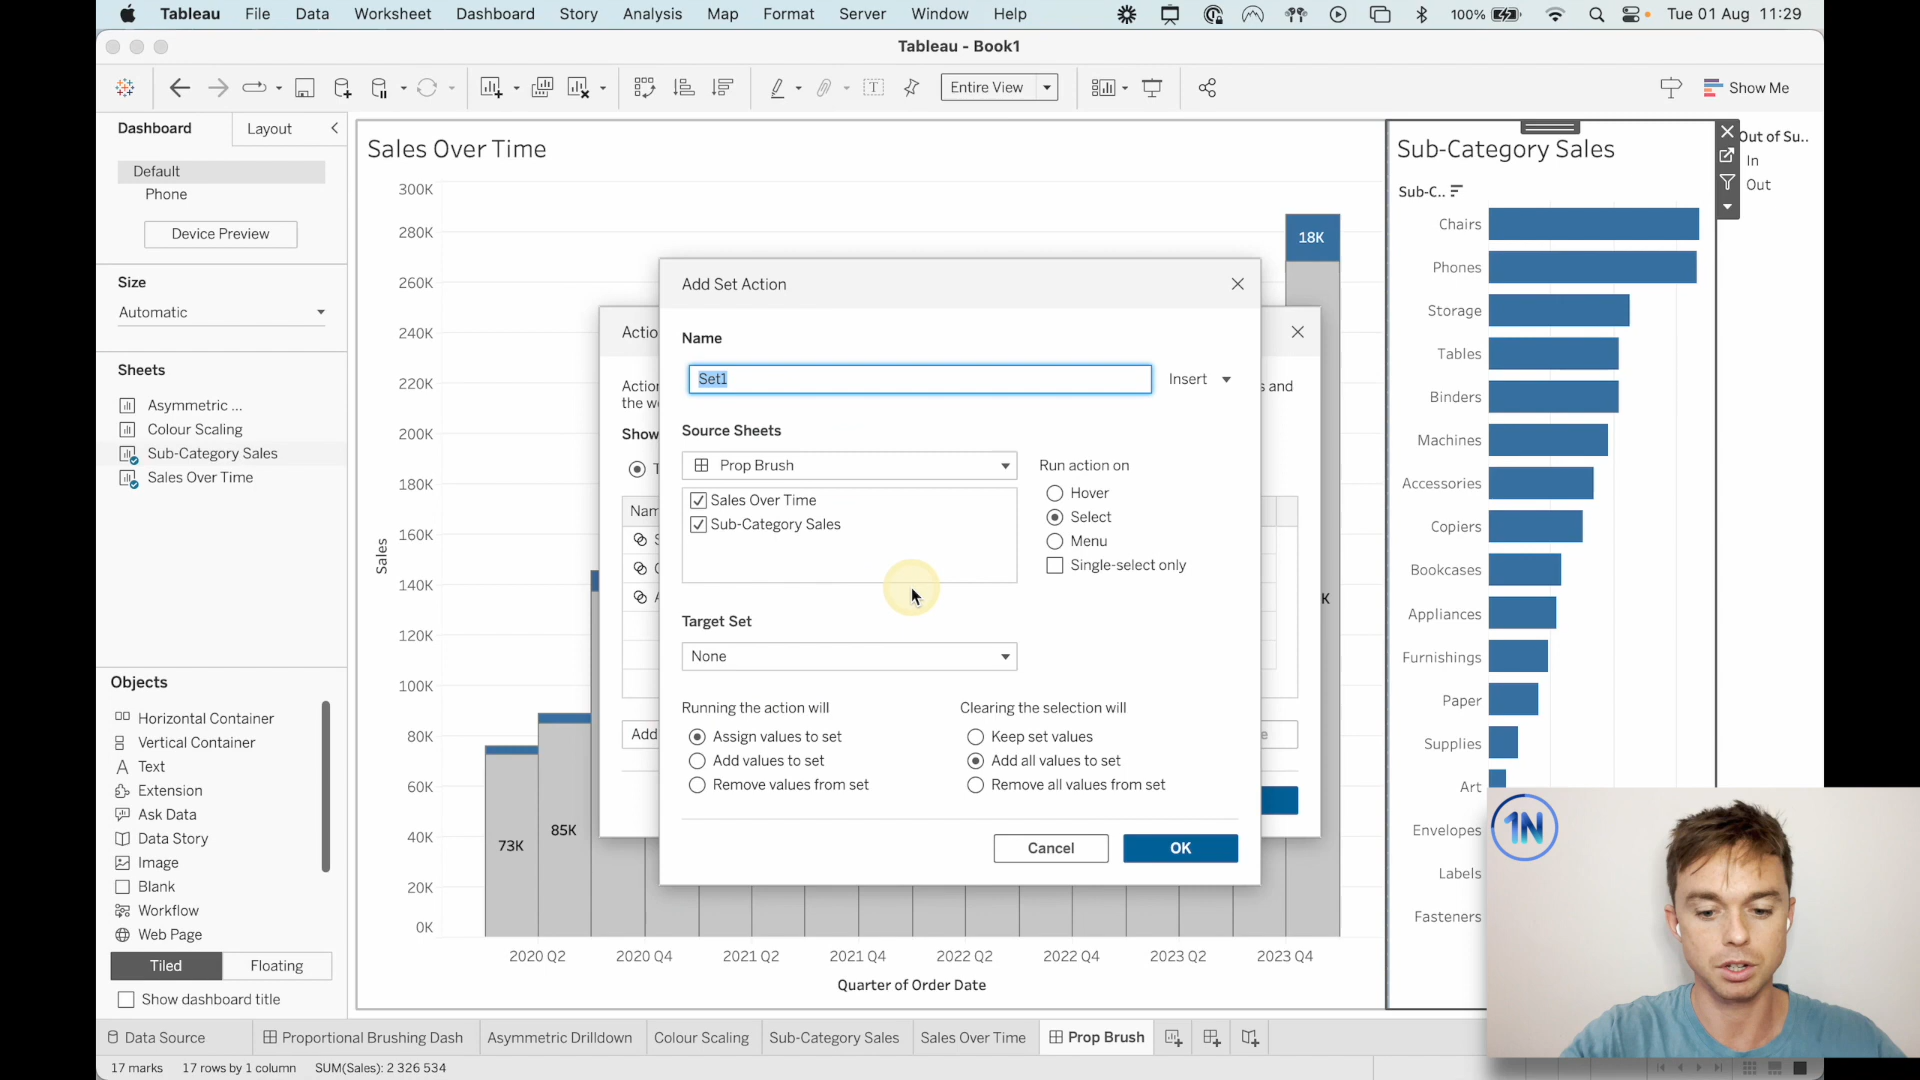 Tableau File Data Worksheet Dashboard Story Analysis Map Format Server Window Help 100% Tue 01 Aug 11:29
Tableau - Book1
Entire View Show Me
Dashboard Layout
Default
Phone
Device Preview
Size
Automatic
Sheets
Asymmetric ...
Colour Scaling
Sub-Category Sales
Sales Over Time
Objects
Horizontal Container
Vertical Container
Text
Extension
Ask Data
Data Story
Image
Blank
Workflow
Web Page
Tiled Floating
Show dashboard title
Sales Over Time
300K
280K
260K
240K
220K
200K
180K
160K
140K
120K
100K
80K
60K
40K
20K
0K
Sales
73K
85K
18K
K
2020 Q2 2020 Q4 2021 Q2 2021 Q4 2022 Q2 2022 Q4 2023 Q2 2023 Q4
Quarter of Order Date
Actio
Action
the w
s and
Show
T
Nam
S
C
A
Add
e
Add Set Action
Name
Set1 Insert
Source Sheets
Prop Brush
Sales Over Time
Sub-Category Sales
Run action on
Hover
Select
Menu
Single-select only
Target Set
None
Running the action will
Assign values to set
Add values to set
Remove values from set
Clearing the selection will
Keep set values
Add all values to set
Remove all values from set
Cancel OK
Sub-Category Sales
Sub-C..
Chairs
Phones
Storage
Tables
Binders
Machines
Accessories
Copiers
Bookcases
Appliances
Furnishings
Paper
Supplies
Art
Envelopes
Labels
Fasteners
Out of Su..
In
Out
1N
Data Source Proportional Brushing Dash Asymmetric Drilldown Colour Scaling Sub-Category Sales Sales Over Time Prop Brush
17 marks 17 rows by 1 column SUM(Sales): 2 326 534